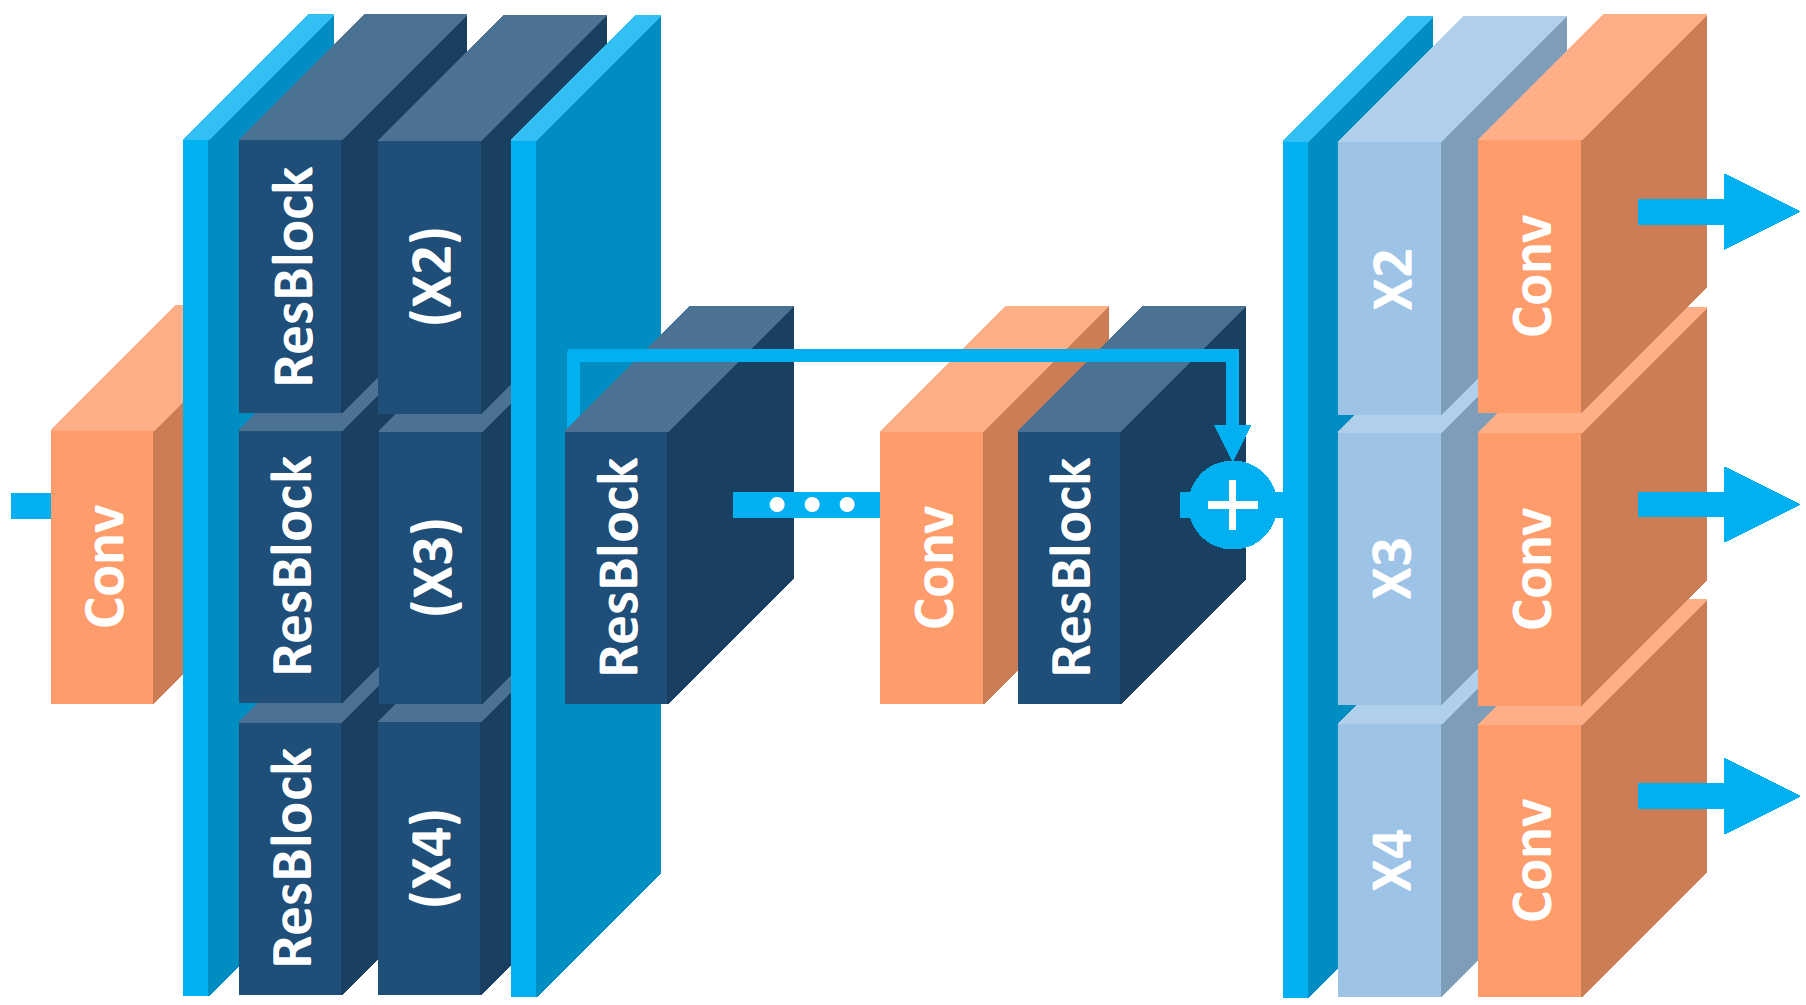 Conv
ResBlock
(X2)
ResBlock
(X3)
ResBlock
(X4)
ResBlock
Conv
ResBlock
X2
Conv
X3
Conv
X4
Conv